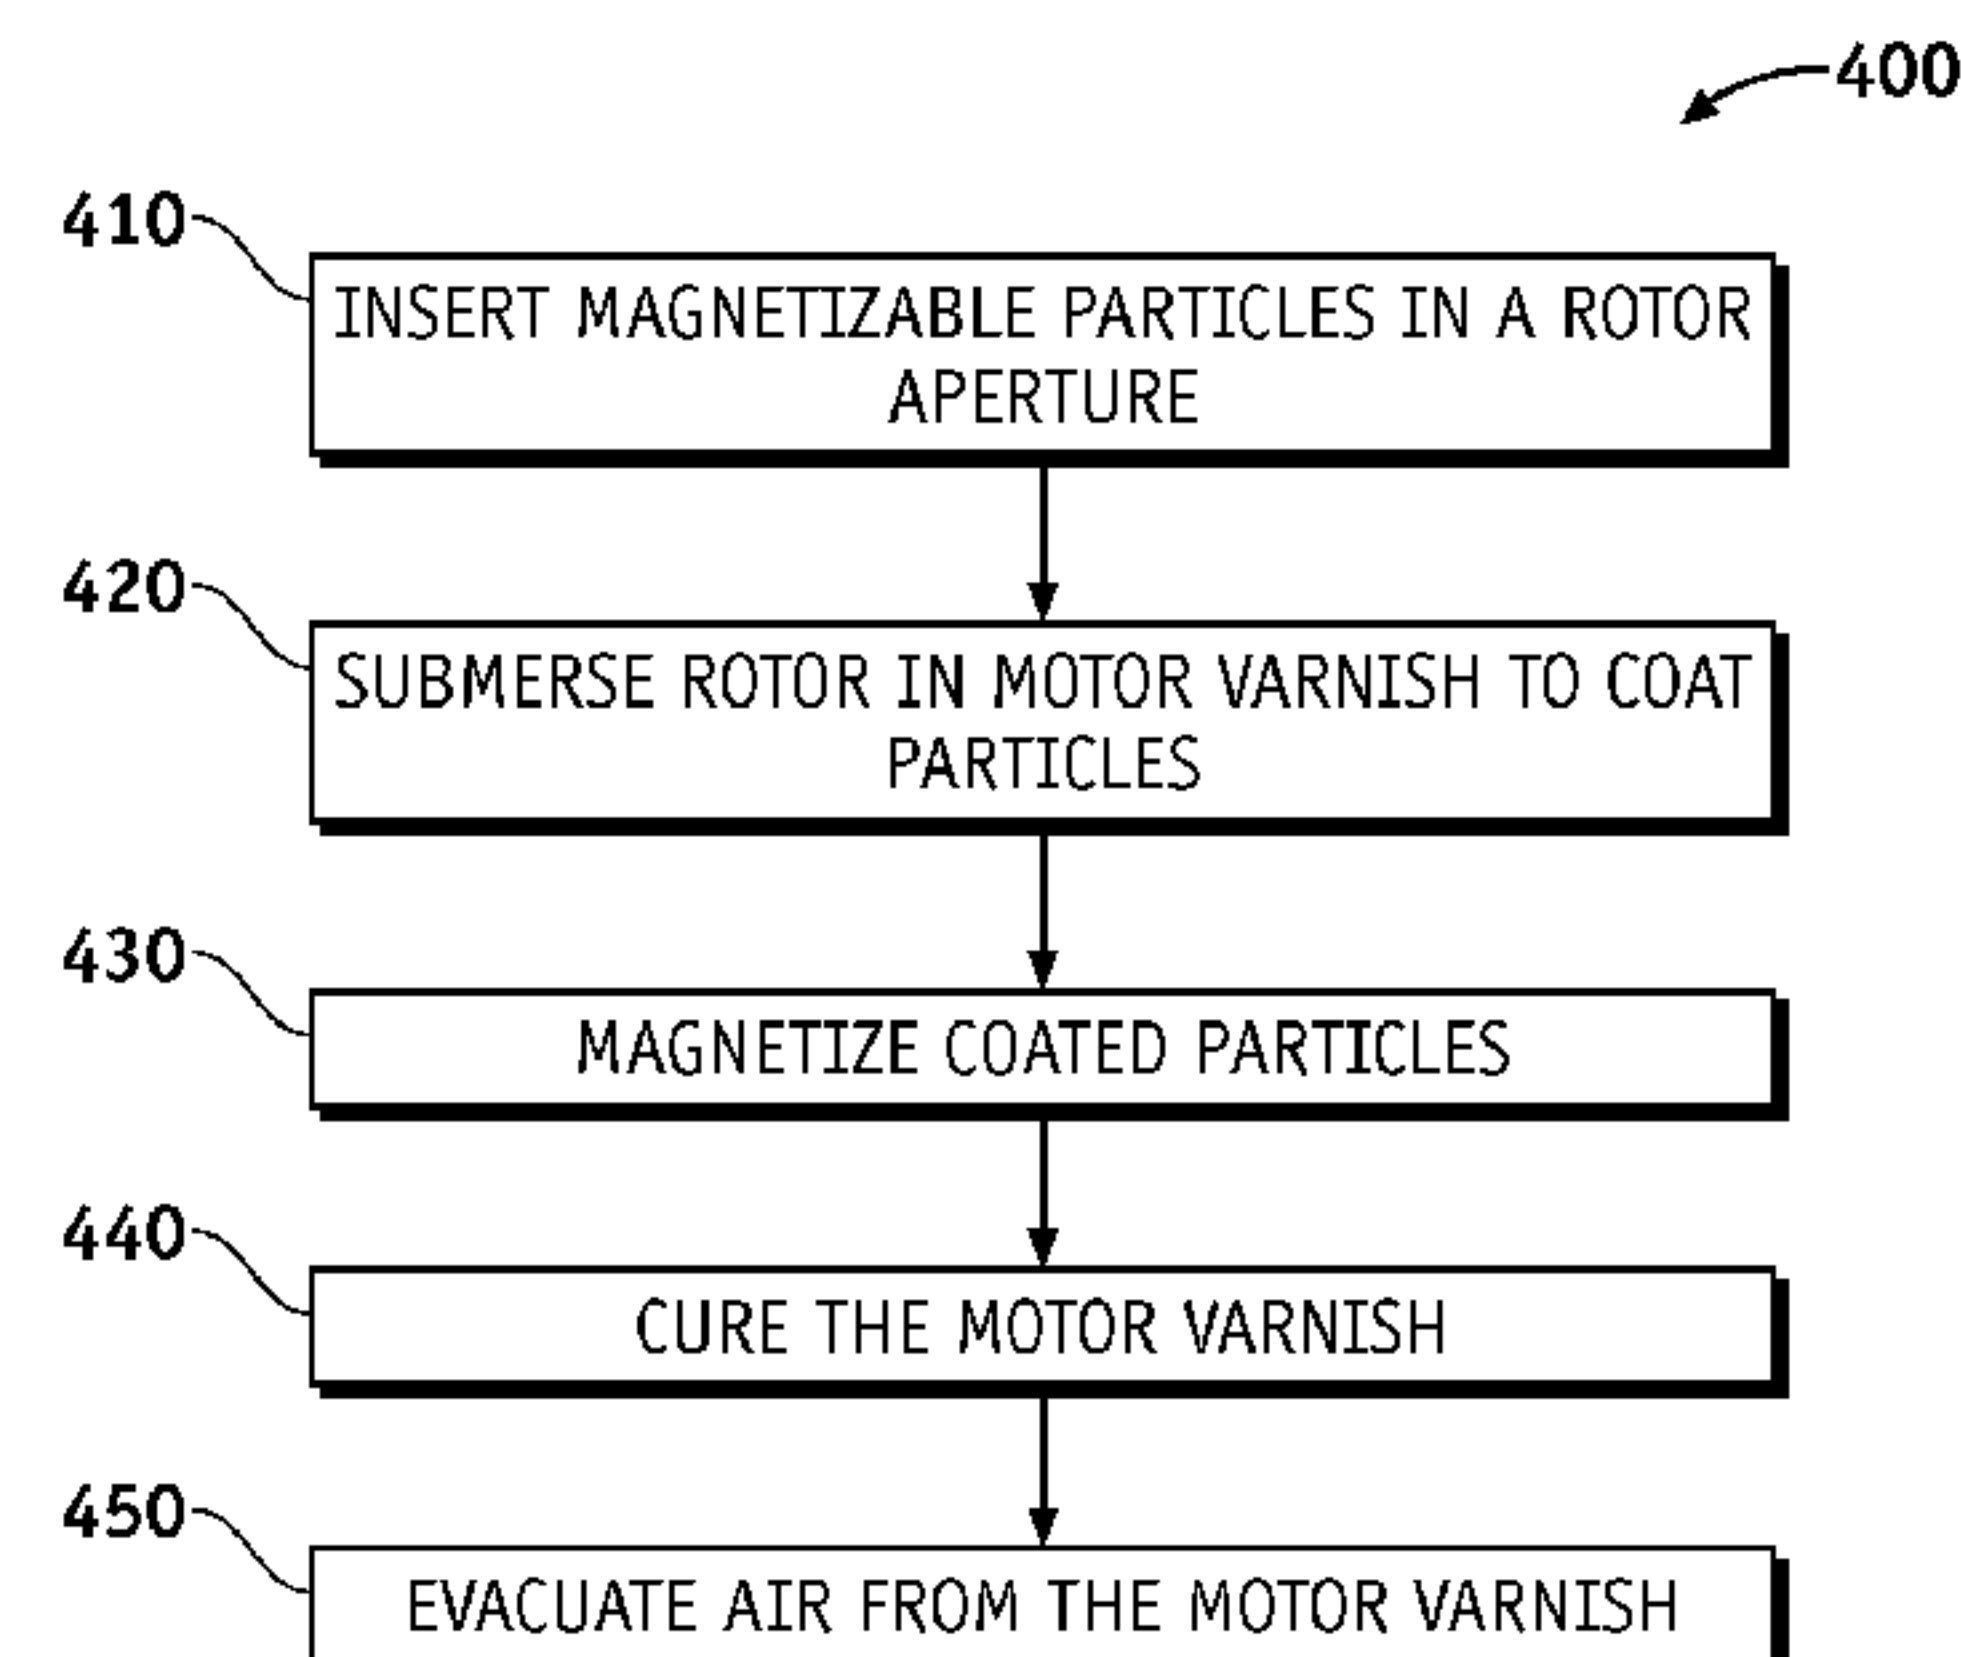 400
410
INSERT MAGNETIZABLE PARTICLES IN A ROTOR
APERTURE
420
SUBMERSE ROTOR IN MOTOR VARNISH TO COAT
PARTICLES
430
MAGNETIZE COATED PARTICLES
440
CURE THE MOTOR VARNISH
450
EVACUATE AIR FROM THE MOTOR VARNISH